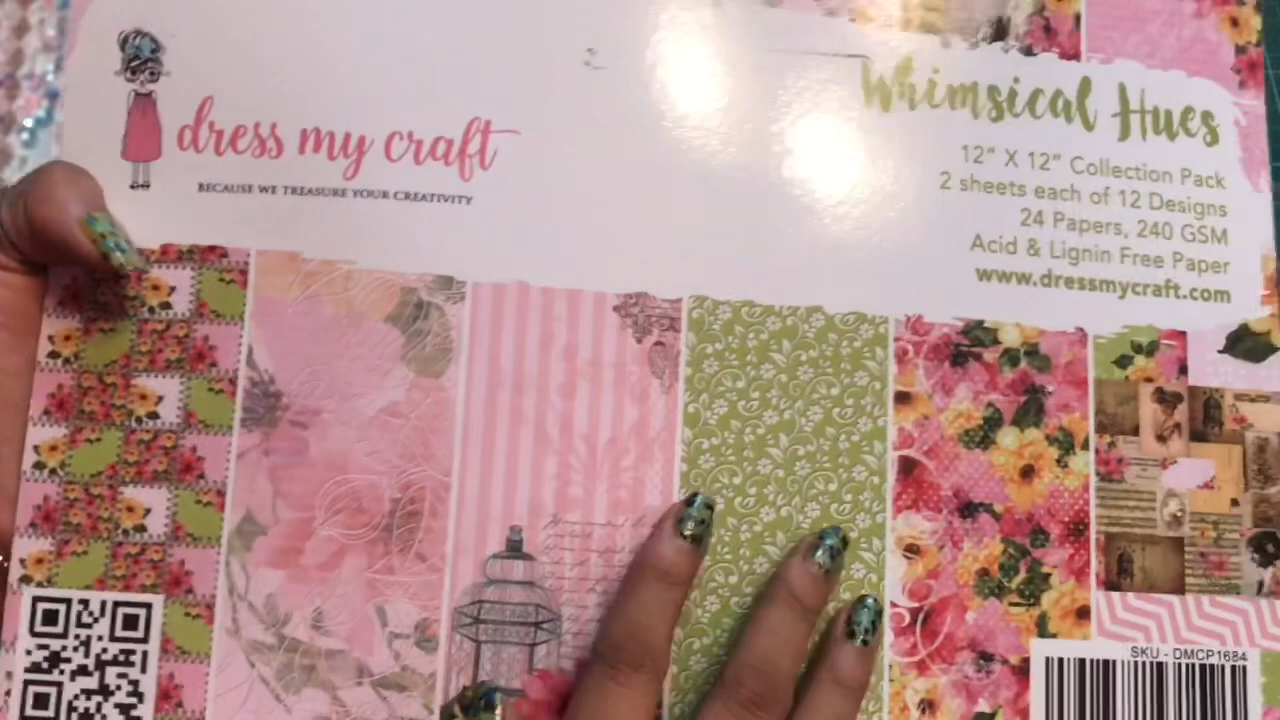 dress my craft
BECAUSE WE TREASURE YOUR CREATIVITY
Whimsical Hues
12” X 12” Collection Pack
2 sheets each of 12 Designs
24 Papers, 240 GSM
Acid & Lignin Free Paper
www.dressmycraft.com
SKU - DMCP1684